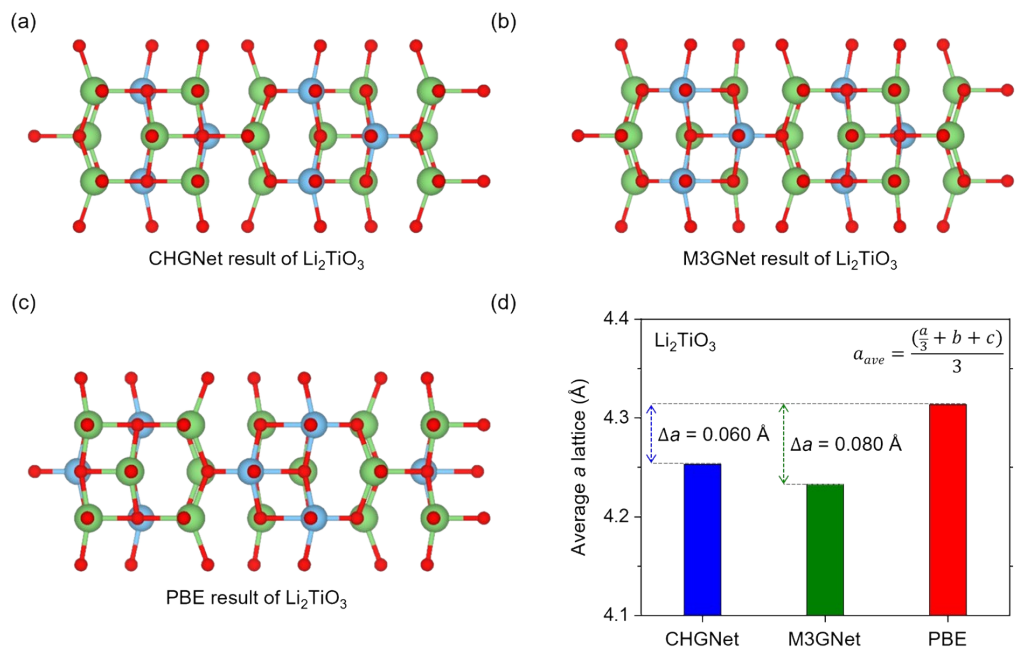 (a)
(b)
CHGNet result of Li₂TiO₃
M3GNet result of Li₂TiO₃
(c)
(d)
PBE result of Li₂TiO₃
Average a lattice (Å)
4.4
4.3
4.2
4.1
Li₂TiO₃
a_ave = (a/3 + b + c)/3
Δa = 0.060 Å
Δa = 0.080 Å
CHGNet
M3GNet
PBE